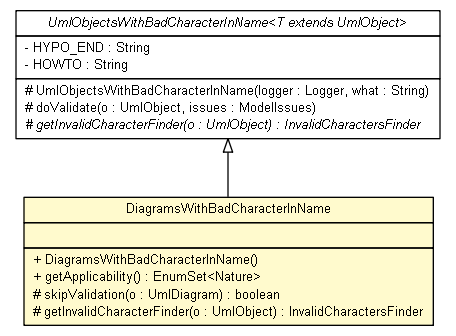 UmlObjectsWithBadCharacterInName<T extends UmlObject>
- HYPO_END : String
- HOWTO : String
# UmlObjectsWithBadCharacterInName(logger : Logger, what : String)
# doValidate(o : UmlObject, issues : ModelIssues)
# getInvalidCharacterFinder(o : UmlObject) : InvalidCharactersFinder
DiagramsWithBadCharacterInName
+ DiagramsWithBadCharacterInName()
+ getApplicability() : EnumSet<Nature>
# skipValidation(o : UmlDiagram) : boolean
# getInvalidCharacterFinder(o : UmlObject) : InvalidCharactersFinder